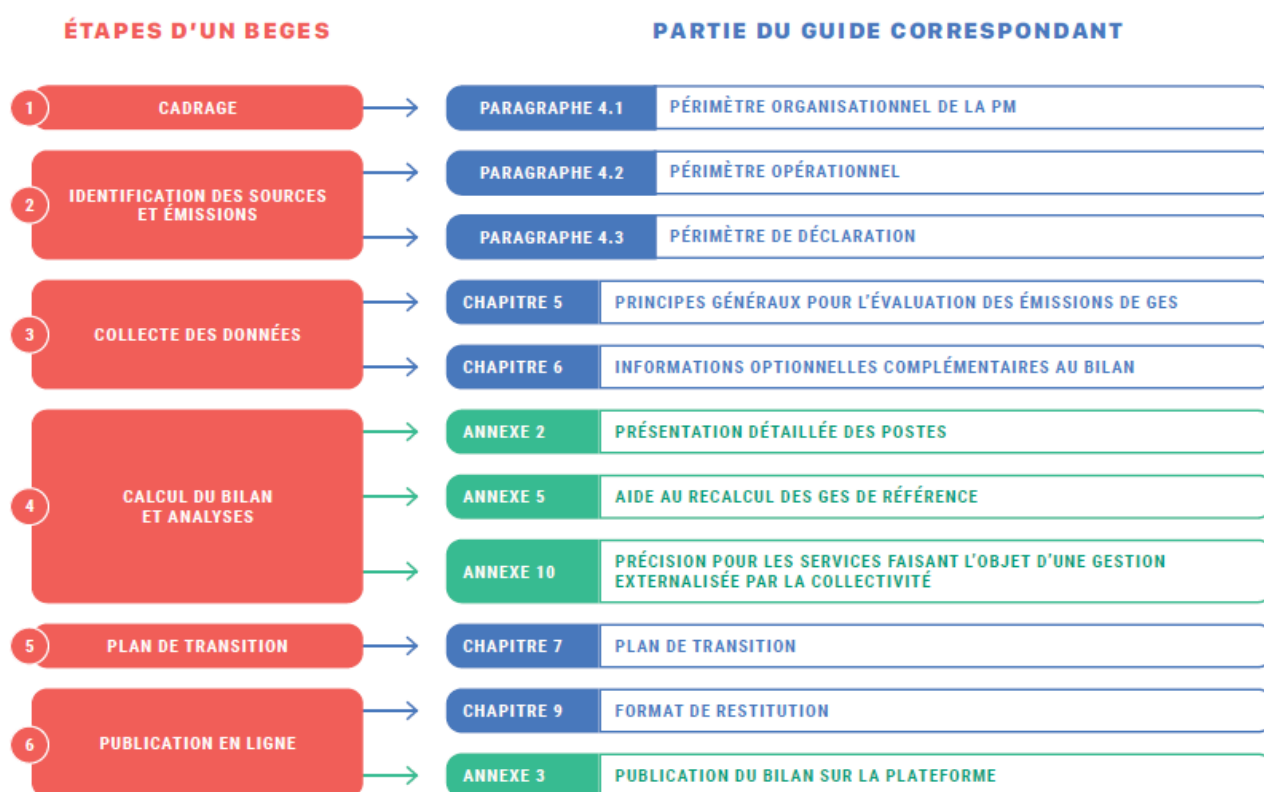 ÉTAPES D'UN BEGES
PARTIE DU GUIDE CORRESPONDANT
1
CADRAGE
PARAGRAPHE 4.1
PÉRIMÈTRE ORGANISATIONNEL DE LA PM
2
IDENTIFICATION DES SOURCES
ET ÉMISSIONS
PARAGRAPHE 4.2
PÉRIMÈTRE OPÉRATIONNEL
PARAGRAPHE 4.3
PÉRIMÈTRE DE DÉCLARATION
3
COLLECTE DES DONNÉES
CHAPITRE 5
PRINCIPES GÉNÉRAUX POUR L'ÉVALUATION DES ÉMISSIONS DE GES
CHAPITRE 6
INFORMATIONS OPTIONNELLES COMPLÉMENTAIRES AU BILAN
4
CALCUL DU BILAN
ET ANALYSES
ANNEXE 2
PRÉSENTATION DÉTAILLÉE DES POSTES
ANNEXE 5
AIDE AU RECALCUL DES GES DE RÉFÉRENCE
ANNEXE 10
PRÉCISION POUR LES SERVICES FAISANT L'OBJET D'UNE GESTION
EXTERNALISÉE PAR LA COLLECTIVITÉ
5
PLAN DE TRANSITION
CHAPITRE 7
PLAN DE TRANSITION
6
PUBLICATION EN LIGNE
CHAPITRE 9
FORMAT DE RESTITUTION
ANNEXE 3
PUBLICATION DU BILAN SUR LA PLATEFORME